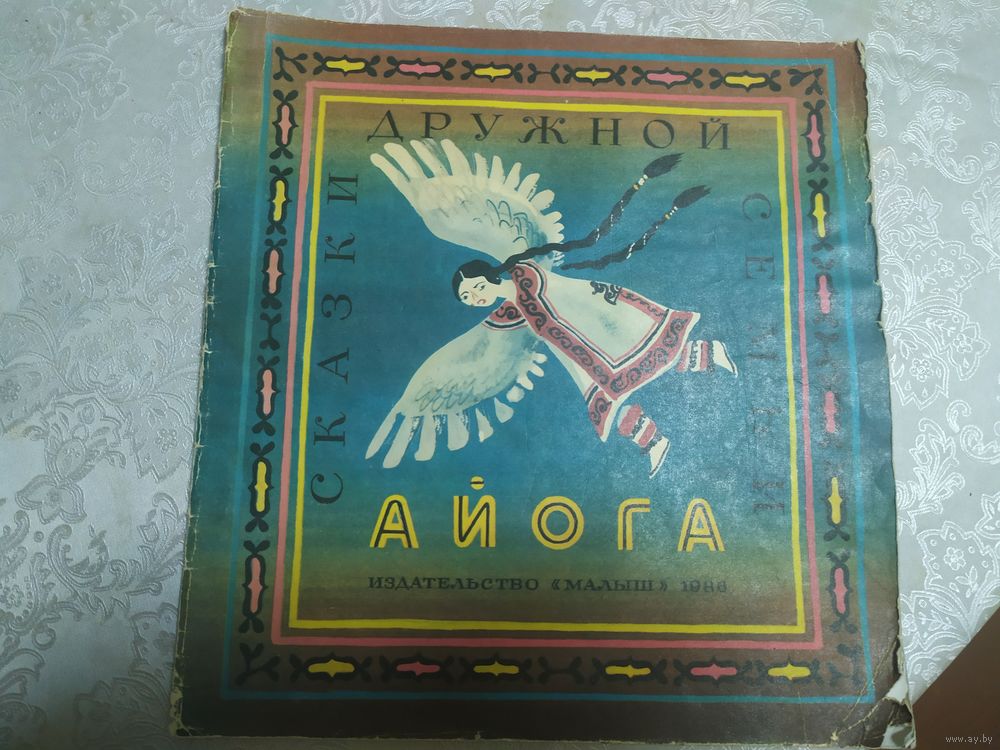 СКАЗКИ
ДРУЖНОЙ
СЕМЬИ
АЙОГА
ИЗДАТЕЛЬСТВО «МАЛЫШ» 1986
www.ay.by